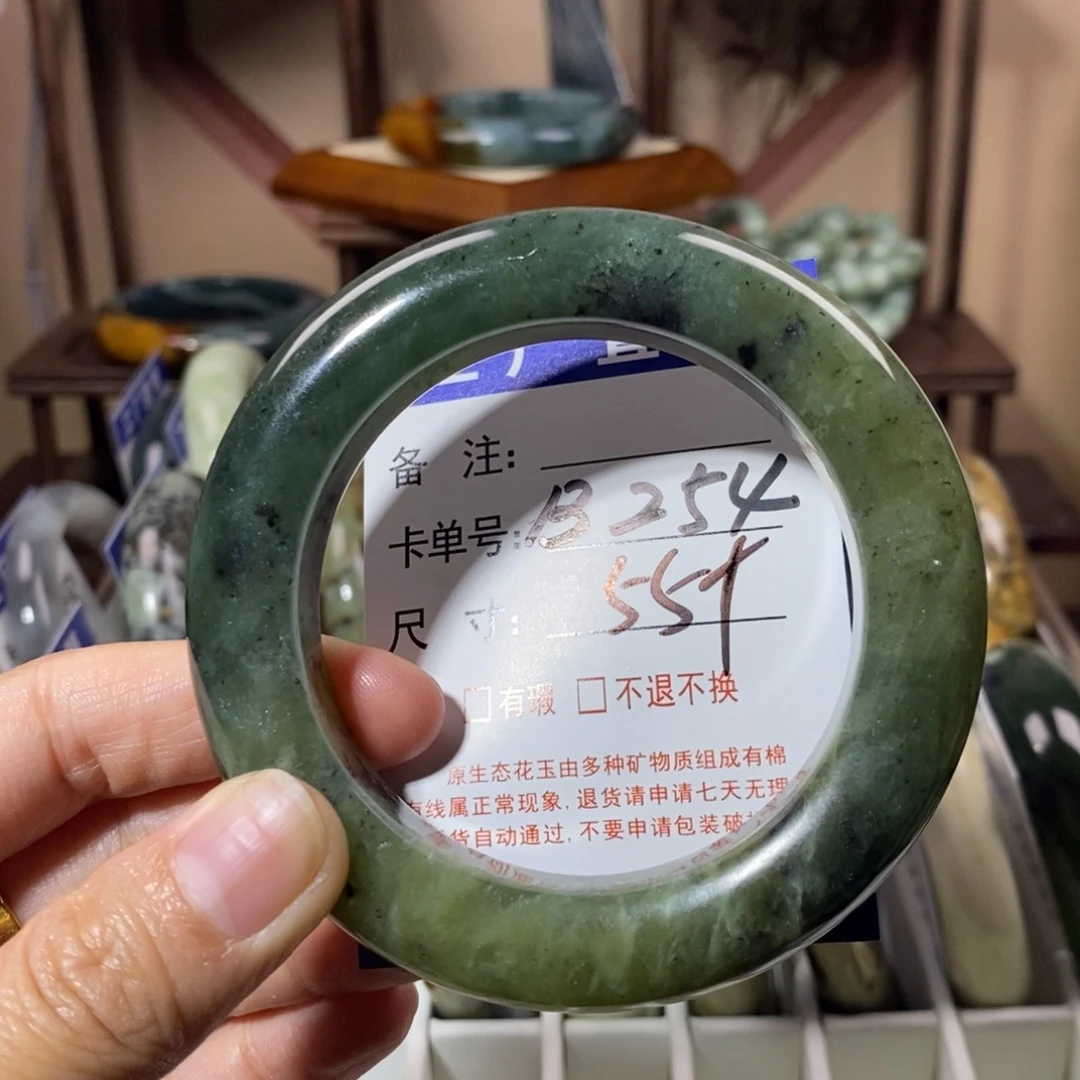 厂 直
备 注:
卡单号: B254
尺 寸: 554
□有瑕 □不退不换
原生态花玉由多种矿物质组成有棉
有线属正常现象, 退货请申请七天无理
货自动通过, 不要申请包装破